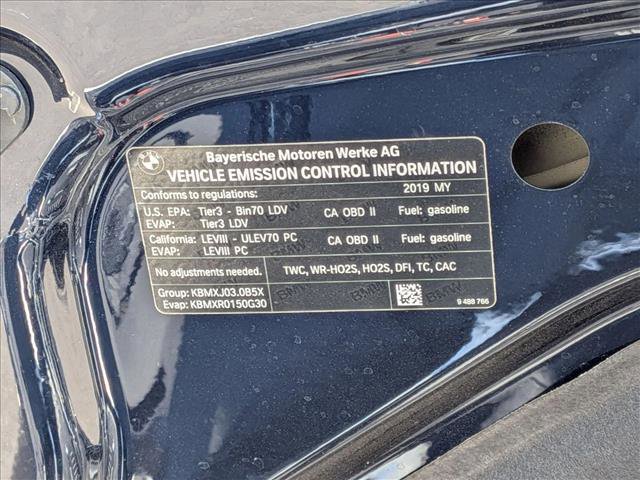 BMW
Bayerische Motoren Werke AG
VEHICLE EMISSION CONTROL INFORMATION
Conforms to regulations: 2019 MY
U.S. EPA: Tier3 - Bin70 LDV CA OBD II Fuel: gasoline
EVAP: Tier3 LDV
California: LEVIII - ULEV70 PC CA OBD II Fuel: gasoline
EVAP: LEVIII PC
No adjustments needed. TWC, WR-HO2S, HO2S, DFI, TC, CAC
Group: KBMXJ03.0B5X
Evap: KBMXR0150G30 9 488 766